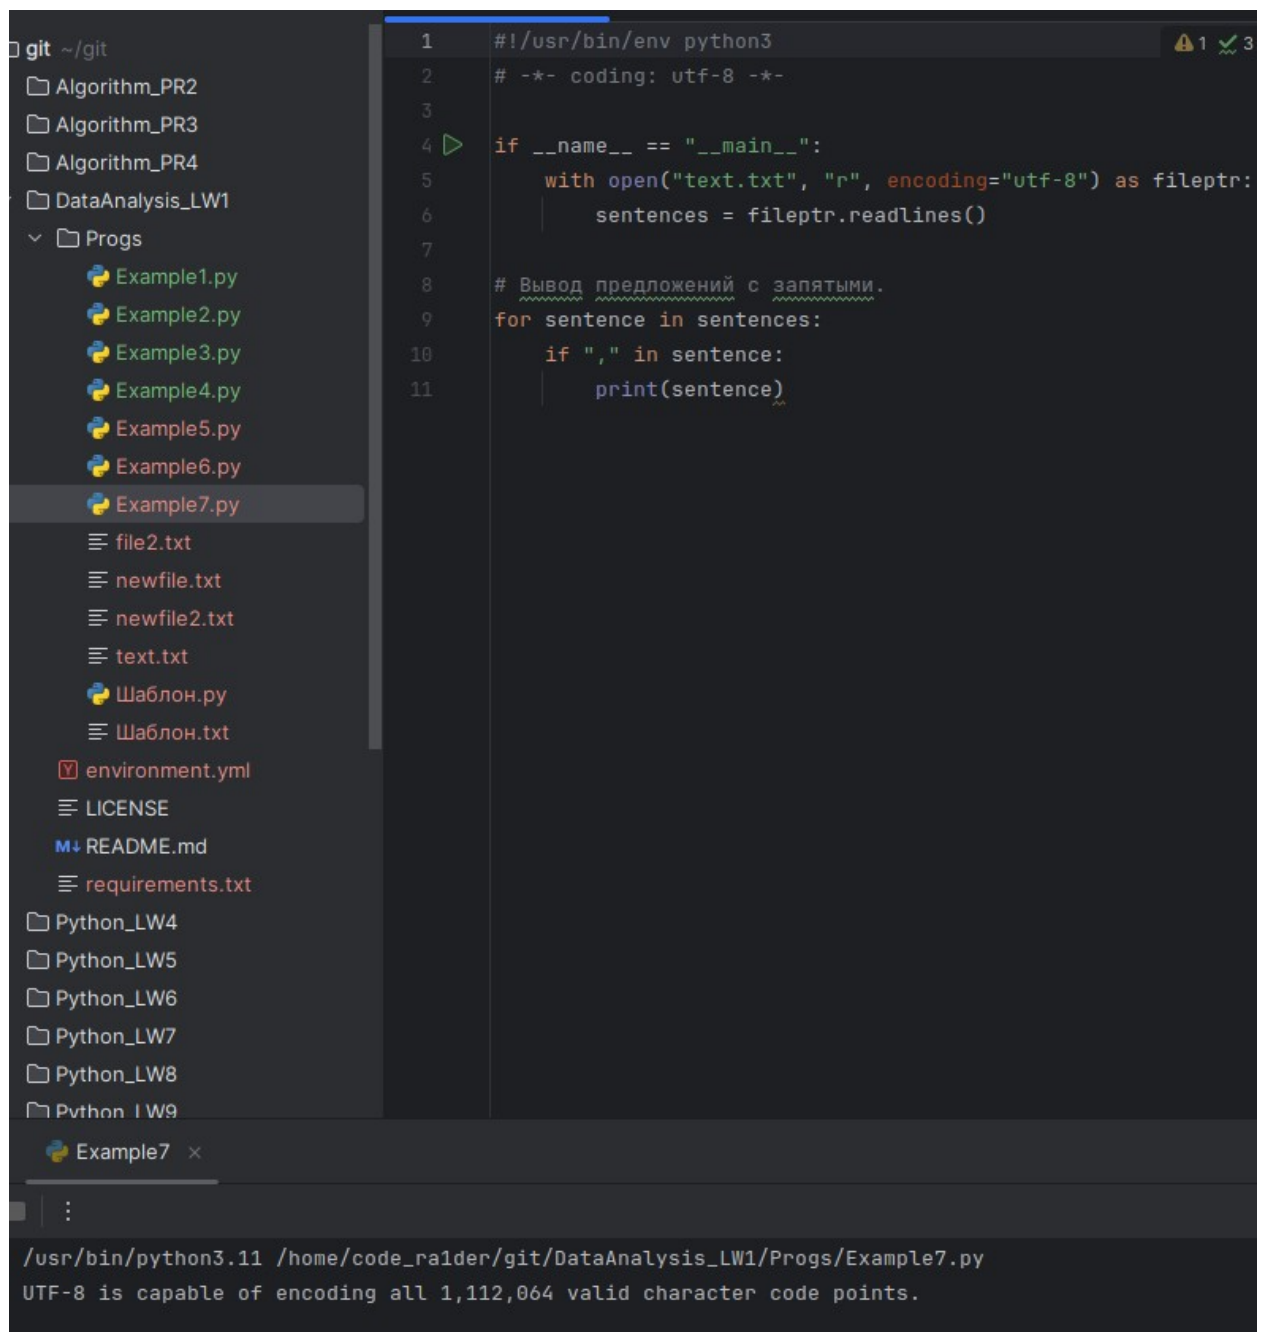 git ~/git
Algorithm_PR2
Algorithm_PR3
Algorithm_PR4
DataAnalysis_LW1
Progs
Example1.py
Example2.py
Example3.py
Example4.py
Example5.py
Example6.py
Example7.py
file2.txt
newfile.txt
newfile2.txt
text.txt
Шаблон.py
Шаблон.txt
environment.yml
LICENSE
README.md
requirements.txt
Python_LW4
Python_LW5
Python_LW6
Python_LW7
Python_LW8
Python_LW9
1 #!/usr/bin/env python3
2 # -*- coding: utf-8 -*-
3
4 if __name__ == "__main__":
5 with open("text.txt", "r", encoding="utf-8") as fileptr:
6 sentences = fileptr.readlines()
7
8 # Вывод предложений с запятыми.
9 for sentence in sentences:
10 if "," in sentence:
11 print(sentence)
1 3
Example7
/usr/bin/python3.11 /home/code_ra1der/git/DataAnalysis_LW1/Progs/Example7.py
UTF-8 is capable of encoding all 1,112,064 valid character code points.